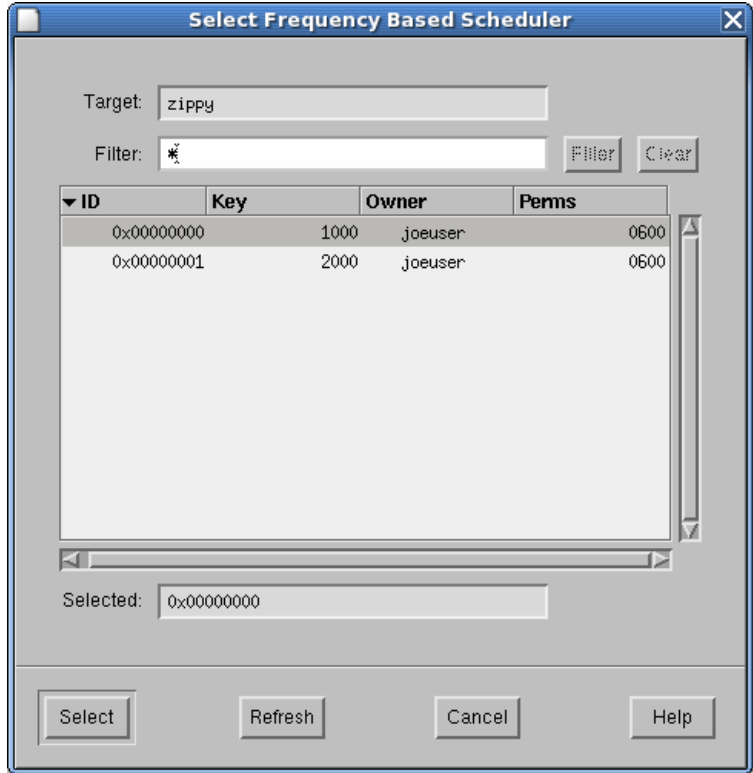 Select Frequency Based Scheduler
Target: zippy
Filter: * Filter Clear
ID Key Owner Perms
0x00000000 1000 joeuser 0600
0x00000001 2000 joeuser 0600
Selected: 0x00000000
Select Refresh Cancel Help